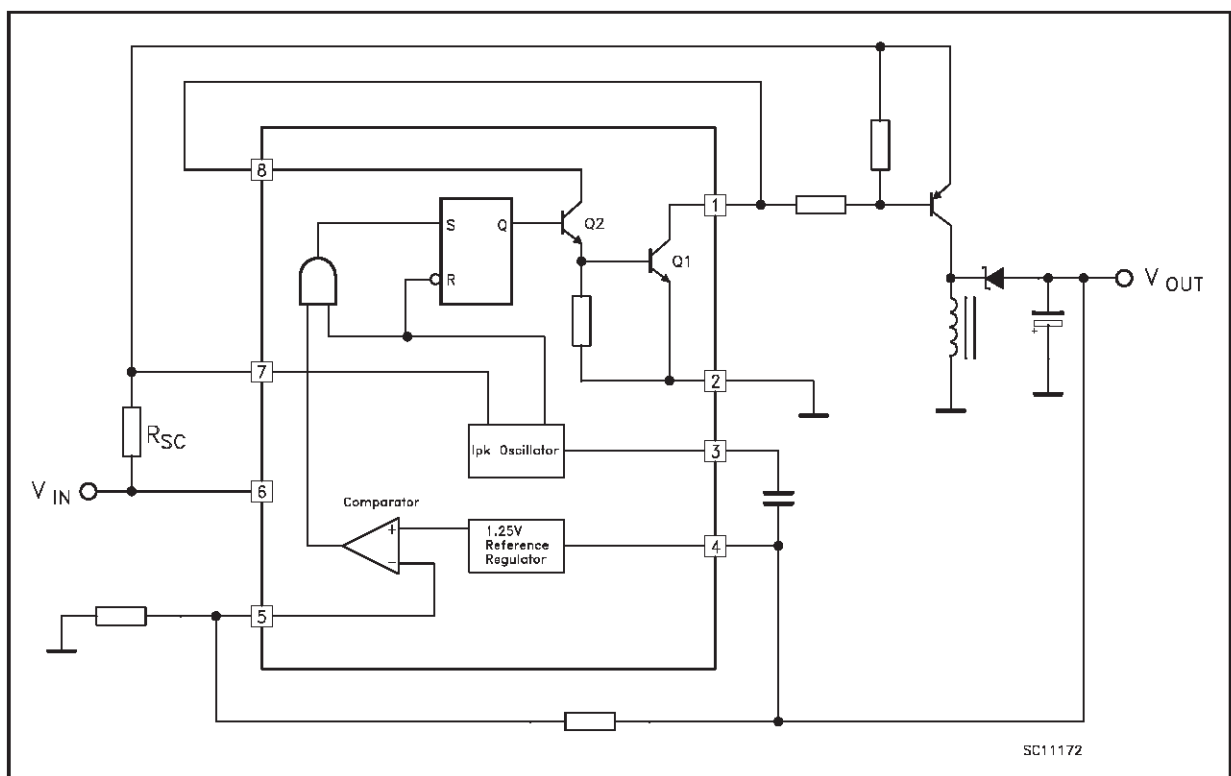 8
S
Q
Q2
1
R
Q1
V OUT
7
2
RSC
Ipk Oscillator
3
+
V IN
6
Comparator
+
1.25V
Reference
Regulator
4
−
5
SC11172